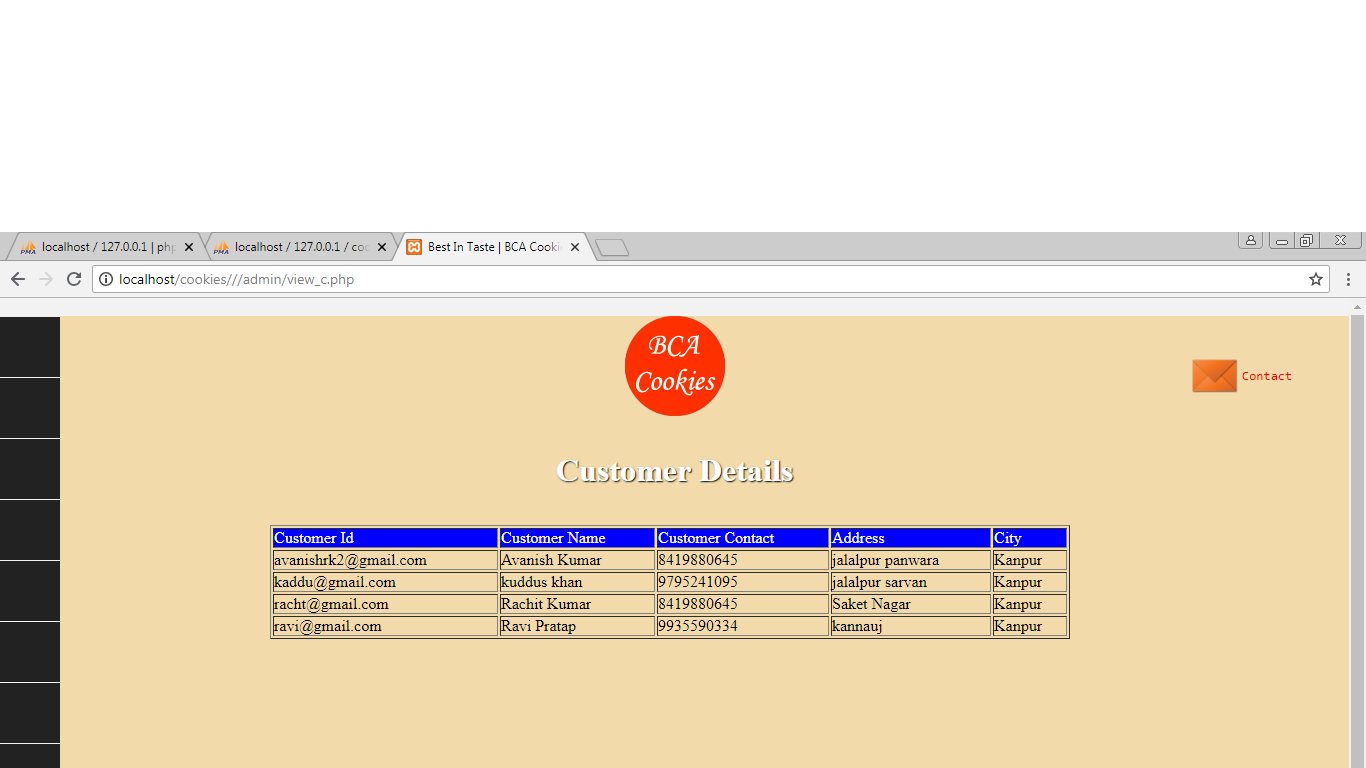 localhost / 127.0.0.1 | php localhost / 127.0.0.1 / coo Best In Taste | BCA Cooki
localhost/cookies///admin/view_c.php
BCA
Cookies
Contact
Customer Details
Customer Id Customer Name Customer Contact Address City
avanishrk2@gmail.com Avanish Kumar 8419880645 jalalpur panwara Kanpur
kaddu@gmail.com kuddus khan 9795241095 jalalpur sarvan Kanpur
racht@gmail.com Rachit Kumar 8419880645 Saket Nagar Kanpur
ravi@gmail.com Ravi Pratap 9935590334 kannauj Kanpur